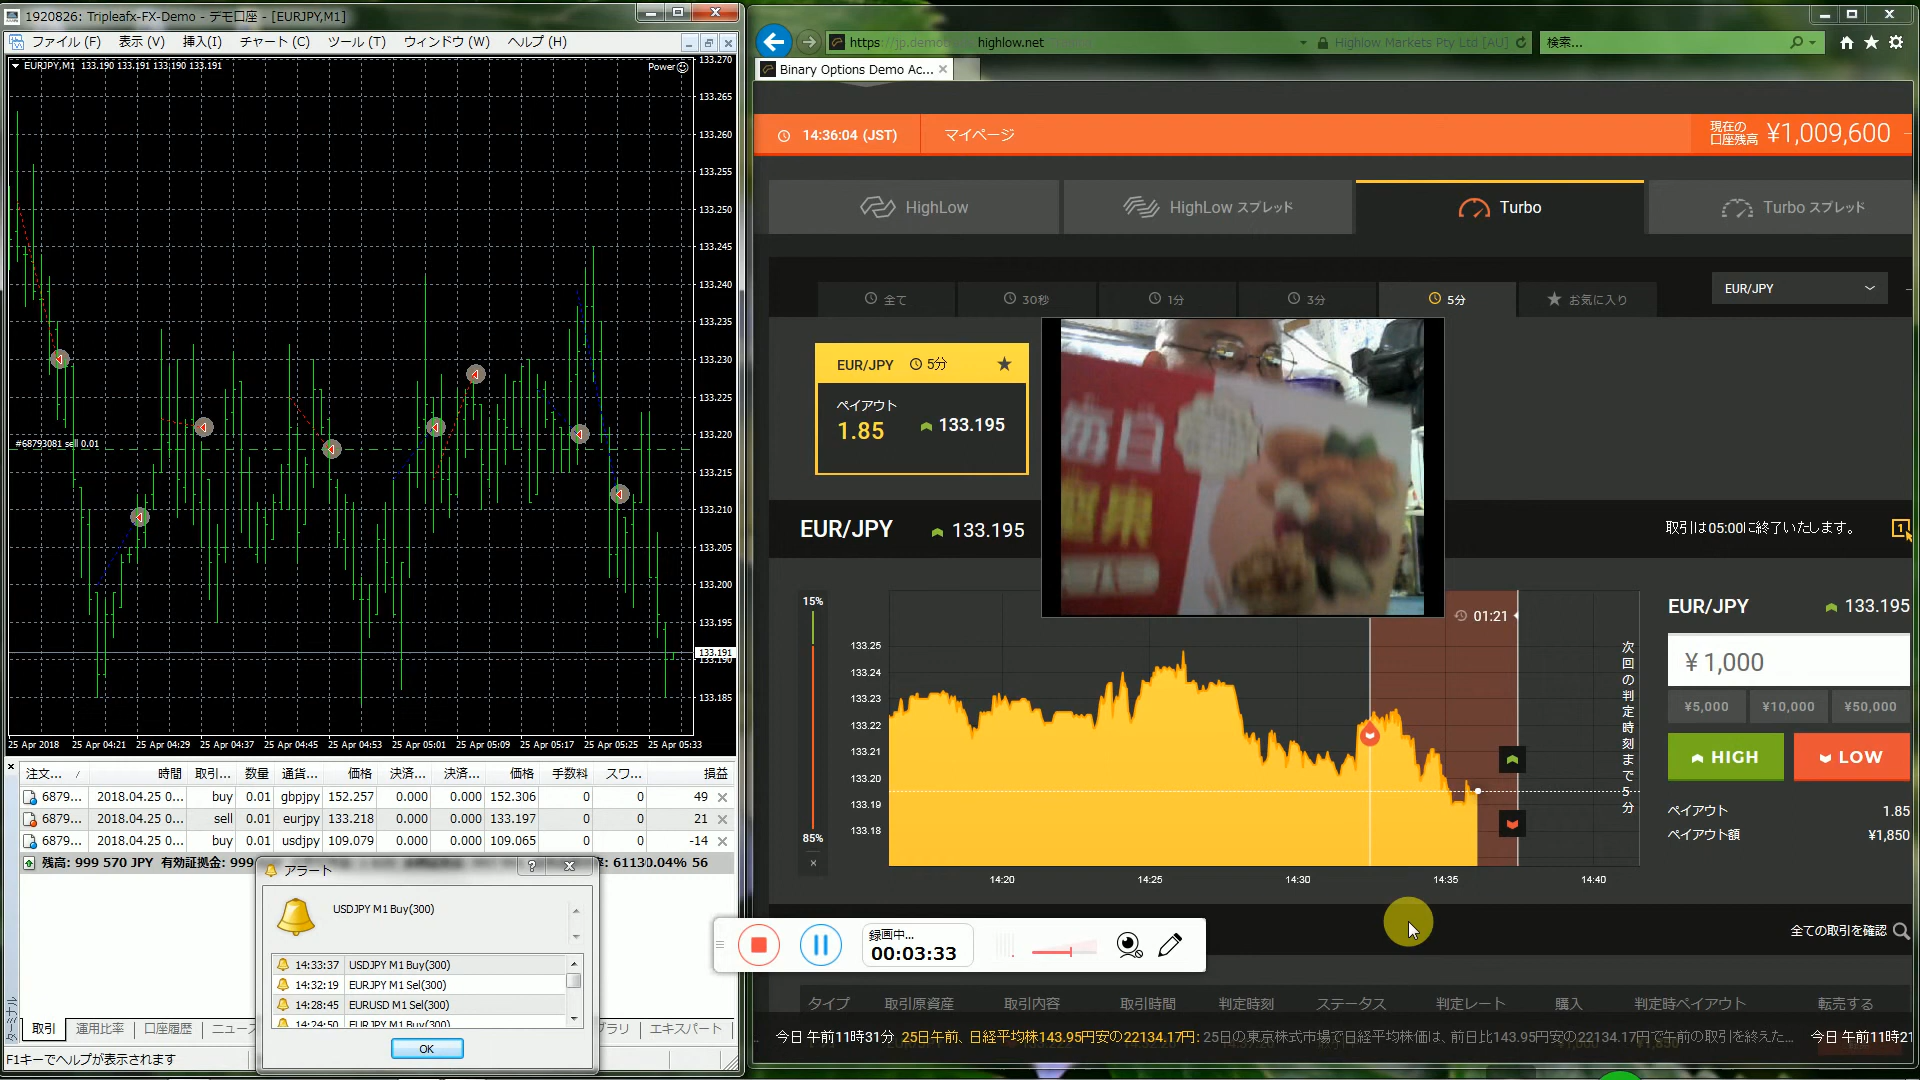 1920826: Tripleafx-FX-Demo - デモ口座 - [EURJPY,M1]
ファイル (F) 表示 (V) 挿入(I) チャート (C) ツール (T) ウィンドウ (W) ヘルプ (H)
EURJPY,M1 133.190 133.191 133.190 133.191
Power
133.270
133.265
133.260
133.255
133.250
133.245
133.240
133.235
133.230
133.225
133.220
133.215
133.210
133.205
133.200
133.195
133.191
133.190
133.185
#68793081 sell 0.01
25 Apr 2018 25 Apr 04:21 25 Apr 04:29 25 Apr 04:37 25 Apr 04:45 25 Apr 04:53 25 Apr 05:01 25 Apr 05:09 25 Apr 05:17 25 Apr 05:25 25 Apr 05:33
注文... / 時間 取引... 数量 通貨... 価格 決済... 決済... 価格 手数料 スワ... 損益
6879... 2018.04.25 0... buy 0.01 gbpjpy 152.257 0.000 0.000 152.306 0 0 49
6879... 2018.04.25 0... sell 0.01 eurjpy 133.218 0.000 0.000 133.197 0 0 21
6879... 2018.04.25 0... buy 0.01 usdjpy 109.079 0.000 0.000 109.065 0 0 -14
残高: 999 570 JPY 有効証拠金: 999
: 61130.04% 56
アラート
USDJPY M1 Buy(300)
14:33:37 USDJPY M1 Buy(300)
14:32:19 EURJPY M1 Sel(300)
14:28:45 EURUSD M1 Sel(300)
14:24:50 EURJPY M1 Buy(300)
OK
ターミナル
取引 運用比率 口座履歴 ニュース
ブラリ エキスパート
F1キーでヘルプが表示されます
https://jp.demo highlow.net
Highlow Markets Pty Ltd [AU]
検索...
Binary Options Demo Ac...
14:36:04 (JST) マイページ
現在の
口座残高 ¥1,009,600
HighLow HighLow スプレッド Turbo Turbo スプレッド
全て 30秒 1分 3分 5分 お気に入り
EUR/JPY
EUR/JPY 5分
ペイアウト
1.85 133.195
毎日
EUR/JPY 133.195
取引は05:00に終了いたします。
1
15%
85%
133.25
133.24
133.23
133.22
133.21
133.20
133.19
133.18
14:20 14:25 14:30 14:35 14:40
01:21
次回の判定時刻まで5分
EUR/JPY 133.195
¥ 1,000
¥5,000 ¥10,000 ¥50,000
HIGH LOW
ペイアウト 1.85
ペイアウト額 ¥1,850
全ての取引を確認
録画中...
00:03:33
タイプ 取引原資産 取引内容 取引時間 判定時刻 ステータス 判定レート 購入 判定時ペイアウト 転売する
今日 午前11時31分 25日午前、日経平均株143.95円安の22134.17円: 25日の東京株式市場で日経平均株価は、前日比143.95円安の22134.17円で午前の取引を終えた... 今日 午前11時21